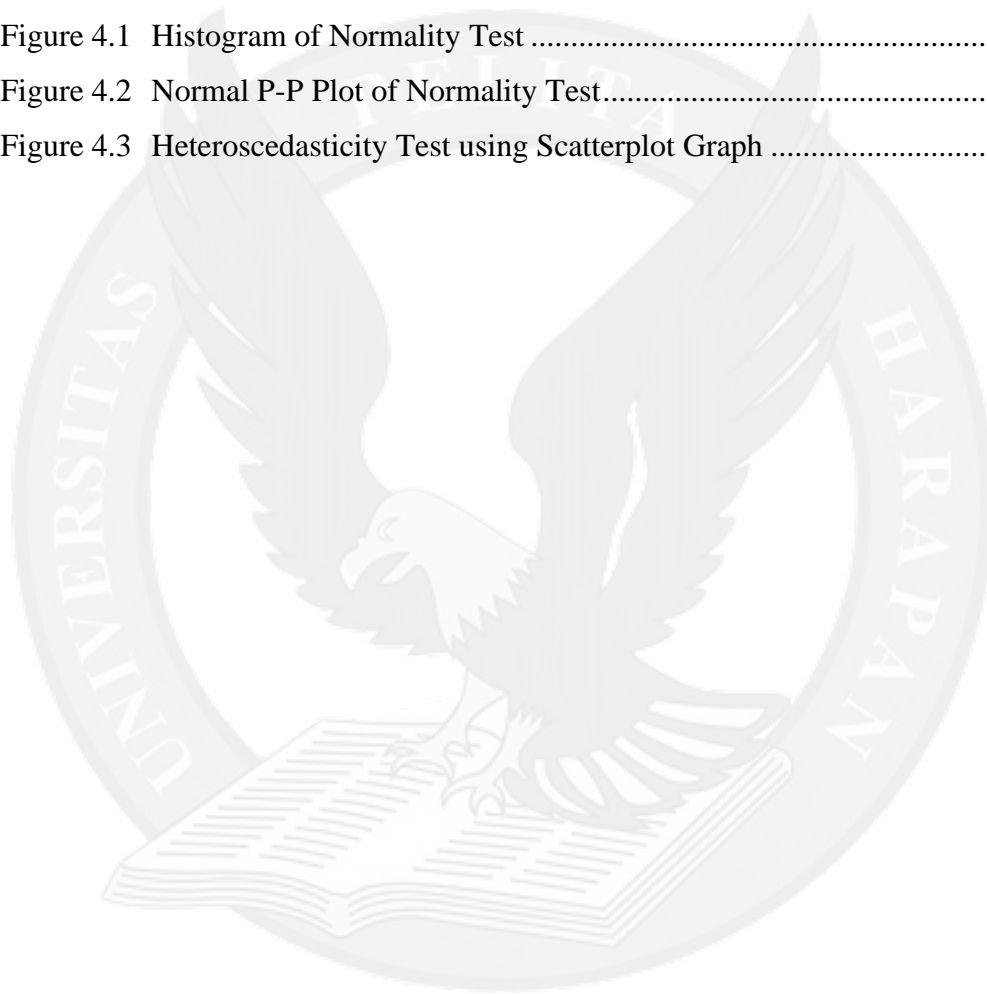 Figure 4.1 Histogram of Normality Test ........................................................
Figure 4.2 Normal P-P Plot of Normality Test...............................................
Figure 4.3 Heteroscedasticity Test using Scatterplot Graph ..........................
UNIVERSITAS PELITA HARAPAN